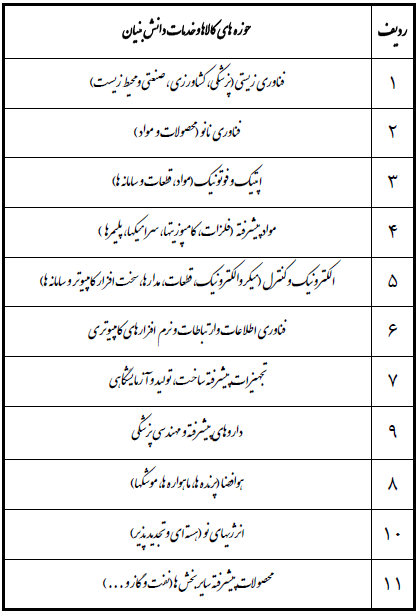 ردیف حوزه های کالاها و خدمات دانش بنیان
۱ فناوری زیستی (پزشکی، کشاورزی، صنعتی و محیط زیست)
۲ فناوری نانو (محصولات و مواد)
۳ اپتیک و فوتونیک (مواد، قطعات و سامانه ها)
۴ مواد پیشرفته (فلزات، کامپوزیتها، سرامیکها، پلیمرها)
۵ الکترونیک و کنترل (میکروالکترونیک، قطعات، مدارها، سخت افزار کامپیوتر و سامانه ها)
۶ فناوری اطلاعات و ارتباطات و نرم افزارهای کامپیوتری
۷ تجهیزات پیشرفته ساخت، تولید و آزمایشگاهی
۹ داروهای پیشرفته و مهندسی پزشکی
۸ هوافضا (پرنده ها، ماهواره ها، موشکها)
۱۰ انرژیهای نو (هسته ای و تجدید پذیر)
۱۱ محصولات پیشرفته سایر بخش ها (نفت و گاز و ...)